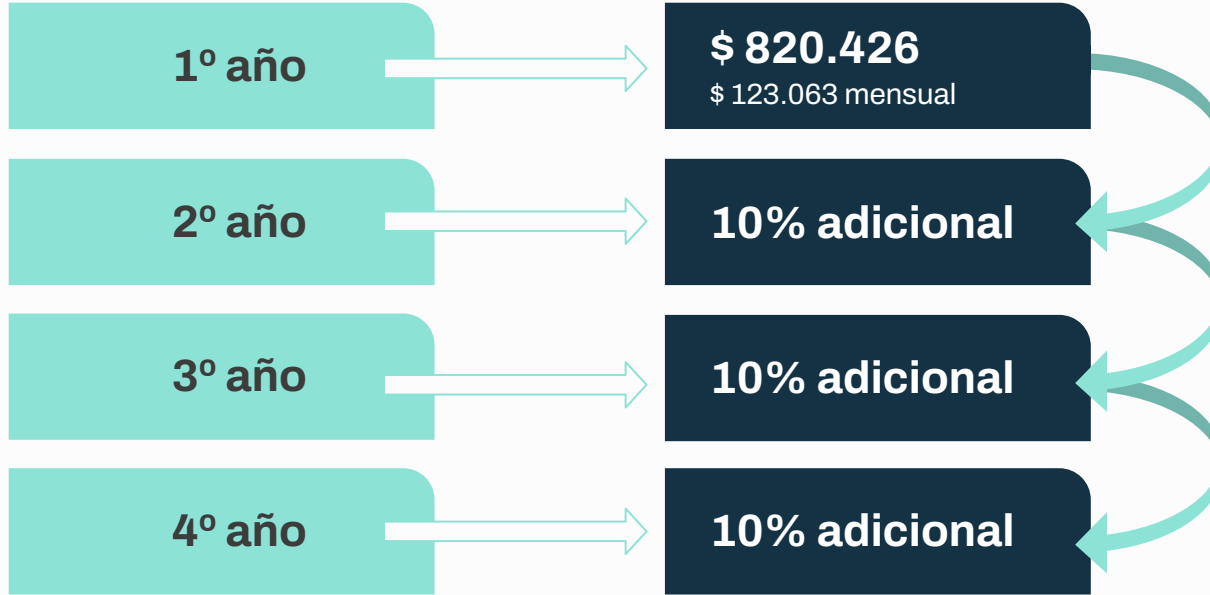 1º año
$ 820.426
$ 123.063 mensual
2º año
10% adicional
3º año
10% adicional
4º año
10% adicional